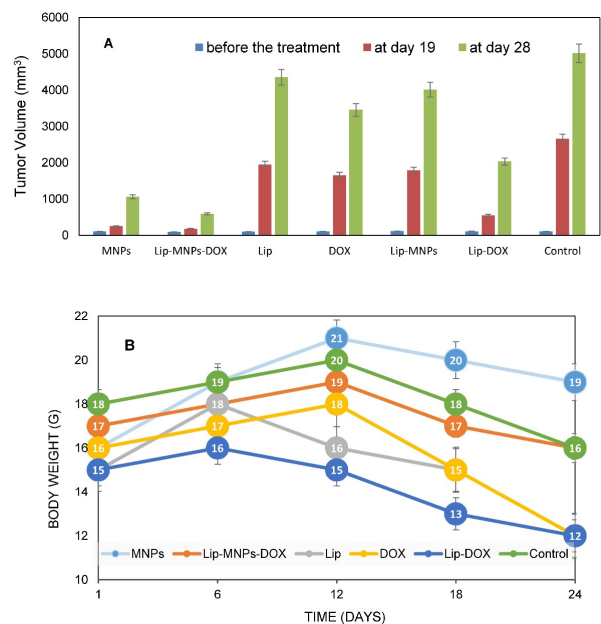 6000
A
before the treatment at day 19 at day 28
5000
4000
3000
2000
1000
0
Tumor Volume (mm3)
MNPs Lip-MNPs-DOX Lip DOX Lip-MNPs Lip-DOX Control
22
B
20
18
16
14
12
10
BODY WEIGHT (G)
21
20 20
19 19 19
18 18 18 18 18
17 17 17
16 16 16 16
15 15 15
13
12
MNPs Lip-MNPs-DOX Lip DOX Lip-DOX Control
1 6 12 18 24
TIME (DAYS)